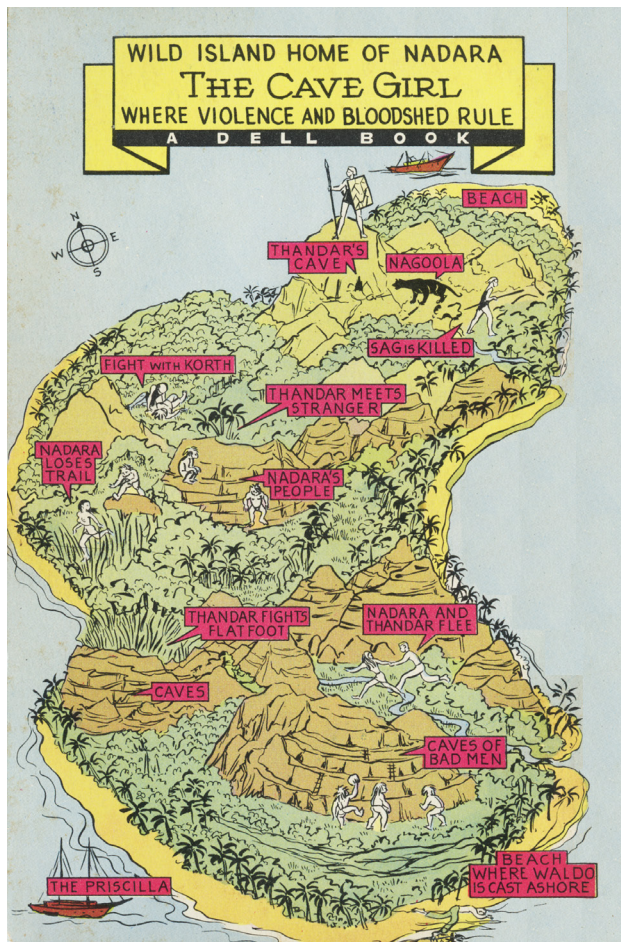 WILD ISLAND HOME OF NADARA
THE CAVE GIRL
WHERE VIOLENCE AND BLOODSHED RULE
A DELL BOOK
BEACH
N
W
E
S
THANDAR'S
CAVE
NAGOOLA
SAG IS KILLED
FIGHT WITH KORTH
THANDAR MEETS
STRANGER
NADARA
LOSES
TRAIL
NADARA'S
PEOPLE
THANDAR FIGHTS
FLATFOOT
NADARA AND
THANDAR FLEE
CAVES
CAVES OF
BAD MEN
BEACH
WHERE WALDO
IS CAST ASHORE
THE PRISCILLA